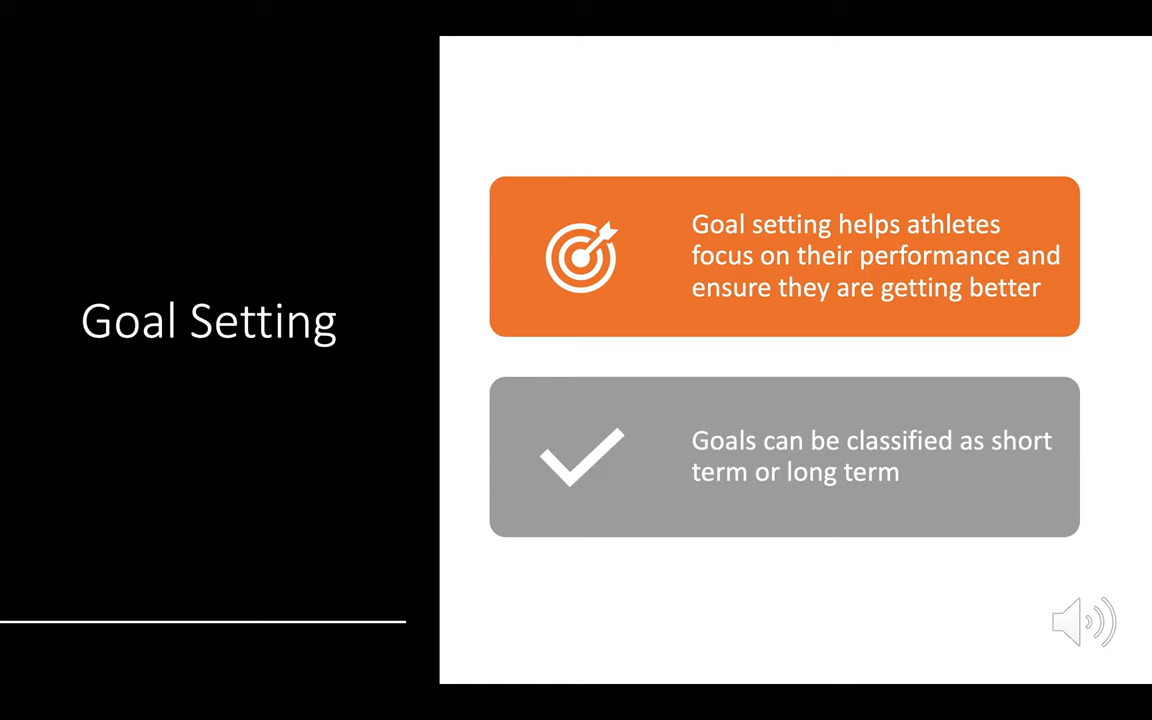 Goal Setting
Goal setting helps athletes
focus on their performance and
ensure they are getting better
Goals can be classified as short
term or long term